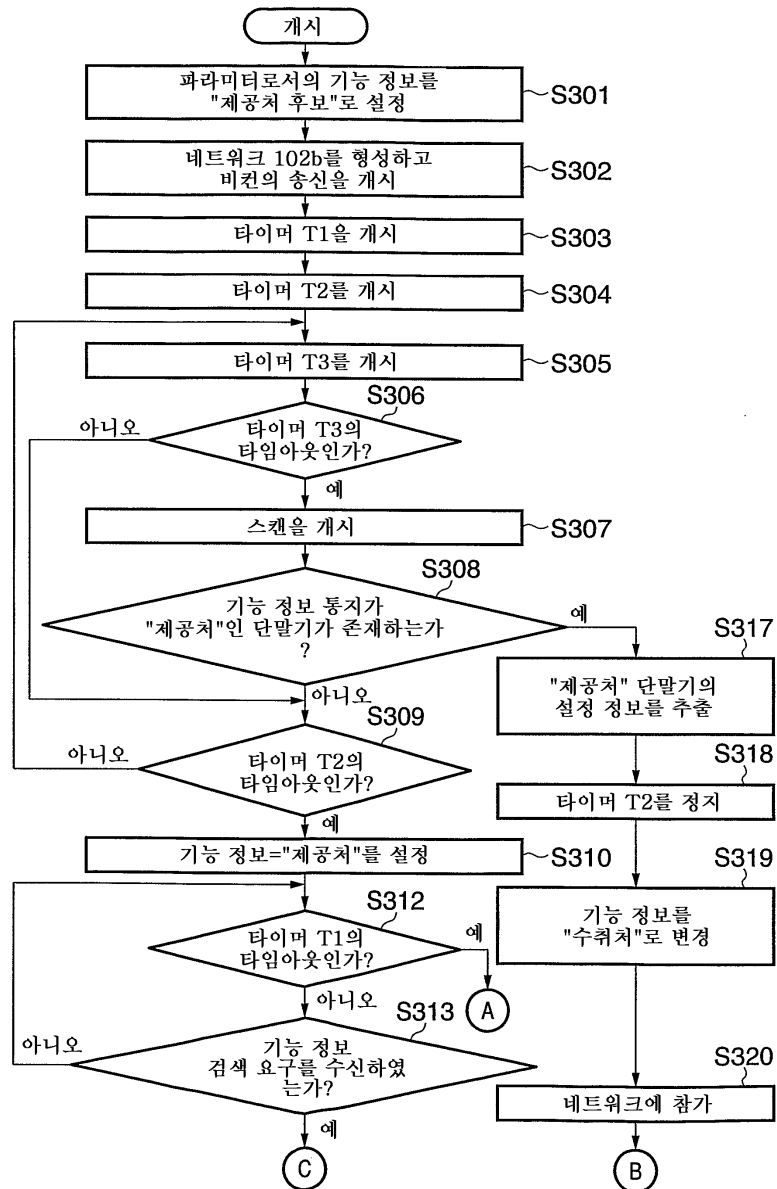 개시
파라미터로서의 기능 정보를
"제공처 후보"로 설정
S301
네트워크 102b를 형성하고
비컨의 송신을 개시
S302
타이머 T1을 개시
S303
타이머 T2를 개시
S304
타이머 T3를 개시
S305
S306
아니오
타이머 T3의
타임아웃인가?
예
스캔을 개시
S307
S308
기능 정보 통지가
"제공처"인 단말기가 존재하는가
?
예
아니오
S317
"제공처" 단말기의
설정 정보를 추출
S309
아니오
타이머 T2의
타임아웃인가?
예
S318
타이머 T2를 정지
기능 정보="제공처"를 설정
S310
S319
기능 정보를
"수취처"로 변경
S312
타이머 T1의
타임아웃인가?
예
A
아니오
S313
아니오
기능 정보
검색 요구를 수신하였
는가?
예
C
S320
네트워크에 참가
B